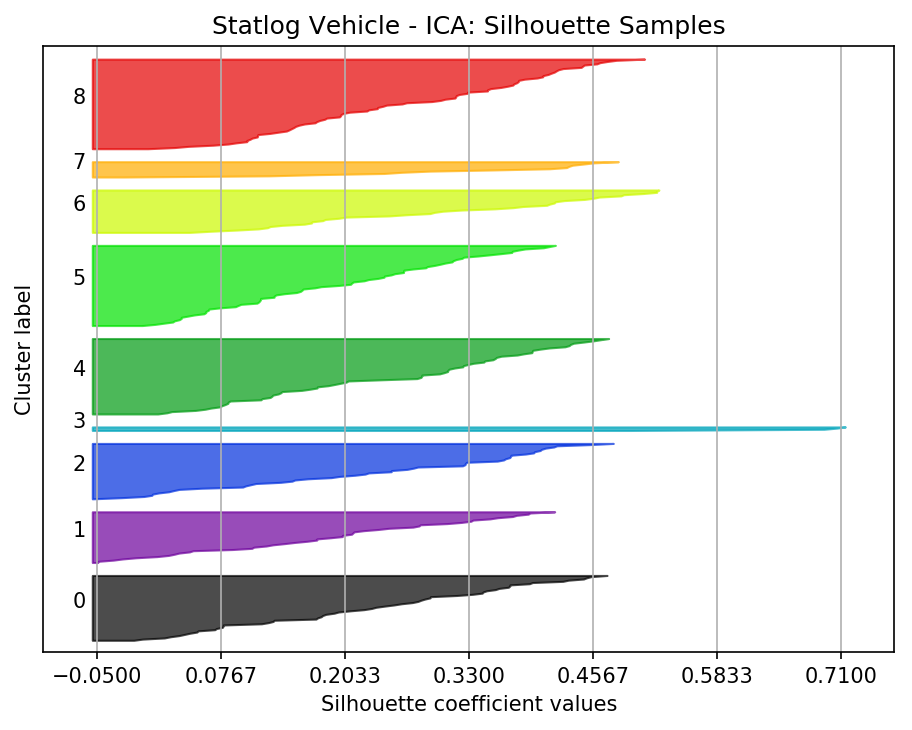 Statlog Vehicle - ICA: Silhouette Samples
8
7
6
5
4
3
2
1
0
Cluster label
−0.0500 0.0767 0.2033 0.3300 0.4567 0.5833 0.7100
Silhouette coefficient values